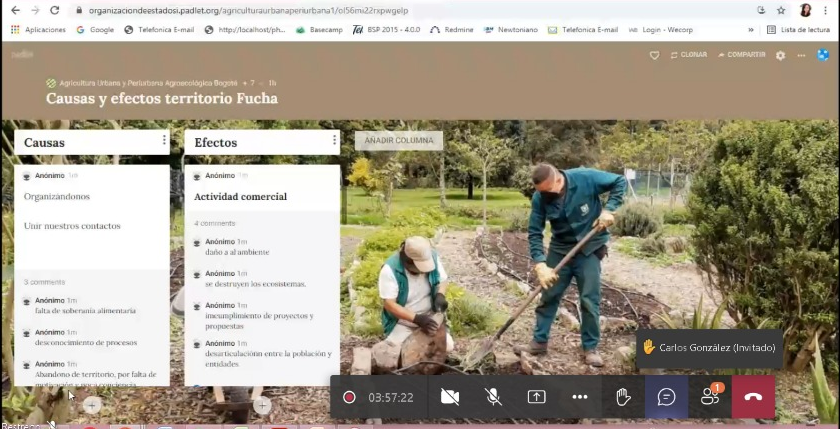 organizaciondeestados1.padlet.org/agriculturaurbanaperiurbana1/ol56mi22rxpwgelp
Aplicaciones
Google
Telefonica E-mail
http://localhost/ph...
Basecamp
BSP 2015 - 4.0.0
Redmine
Newtoniano
Telefonica E-mail
Login - Wecorp
»
Lista de lectura
padlet
CLONAR
COMPARTIR
Agricultura Urbana y Periurbana Agroecológica Bogotá + 7 • 1h
Causas y efectos territorio Fucha
Causas
Anónimo 1m
Organizándonos
Unir nuestros contactos
3 comments
Anónimo 1m
falta de soberanía alimentaria
Anónimo 1m
desconocimiento de procesos
Anónimo 1m
Abandono de territorio, por falta de
motivación y poca conciencia
Efectos
Anónimo 1m
Actividad comercial
4 comments
Anónimo 1m
daño a al ambiente
Anónimo 1m
se destruyen los ecosistemas.
Anónimo 1m
imcumplimiento de proyectos y
propuestas
Anónimo 1m
desarticulación entre la población y
entidades
AÑADIR COLUMNA
Carlos González (Invitado)
03:57:22
1
Restrepo